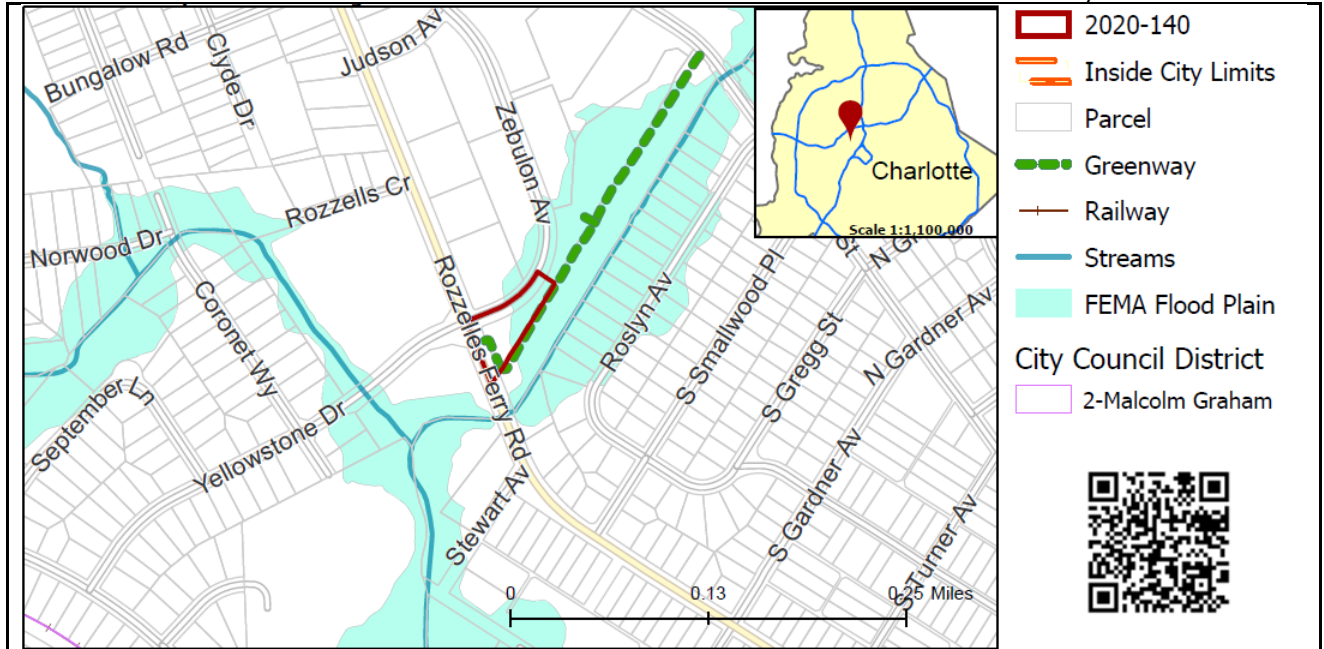 Bungalow Rd
Clyde Dr
Judson Av
Zebulon Av
Rozzells Cr
Norwood Dr
Coronet Wy
Rozzelles Ferry Rd
September Ln
Yellowstone Dr
Stewart Av
Roslyn Av
S Smallwood Pl
S Gregg St
N Gardner Av
S Gardner Av
S Turner Av
St
N Gr
Charlotte
Scale 1:1,100,000
0
0.13
0.25 Miles
2020-140
Inside City Limits
Parcel
Greenway
Railway
Streams
FEMA Flood Plain
City Council District
2-Malcolm Graham